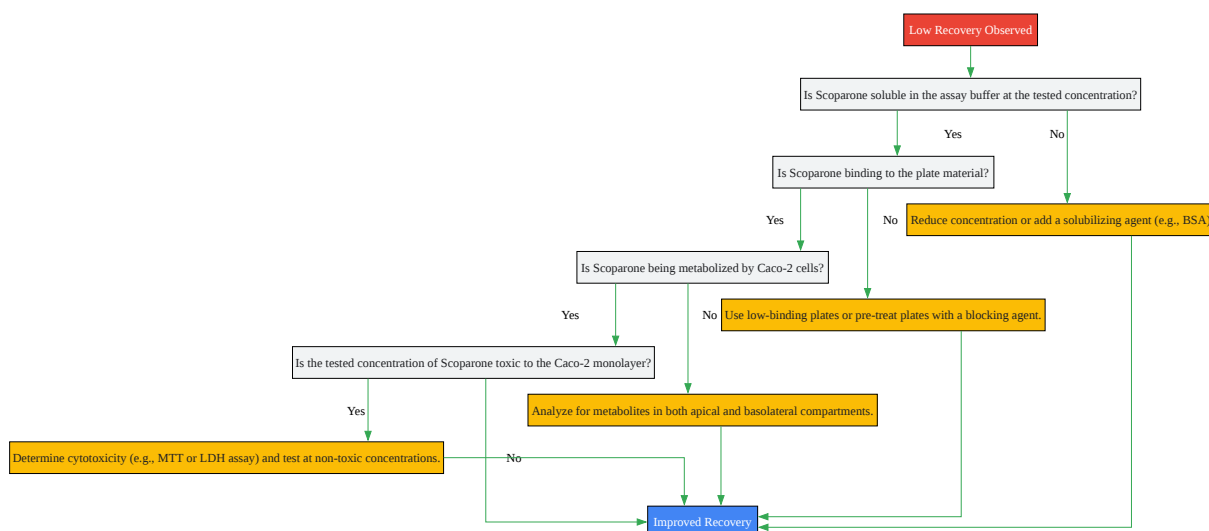 Low Recovery Observed
Is Scoparone soluble in the assay buffer at the tested concentration?
Yes
No
Is Scoparone binding to the plate material?
Yes
No
Reduce concentration or add a solubilizing agent (e.g., BSA)
Is Scoparone being metabolized by Caco-2 cells?
Yes
No
Use low-binding plates or pre-treat plates with a blocking agent.
Is the tested concentration of Scoparone toxic to the Caco-2 monolayer?
Yes
Analyze for metabolites in both apical and basolateral compartments.
Determine cytotoxicity (e.g., MTT or LDH assay) and test at non-toxic concentrations.
No
Improved Recovery